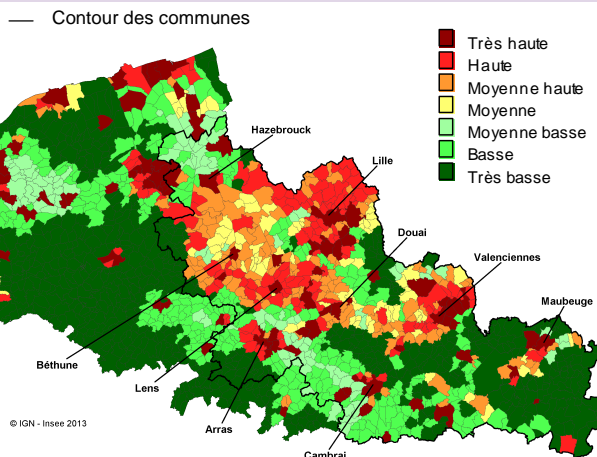 Contour des communes
Très haute
Haute
Moyenne haute
Moyenne
Moyenne basse
Basse
Très basse
Hazebrouck
Lille
Douai
Valenciennes
Maubeuge
Béthune
Lens
Arras
Cambrai
© IGN - Insee 2013